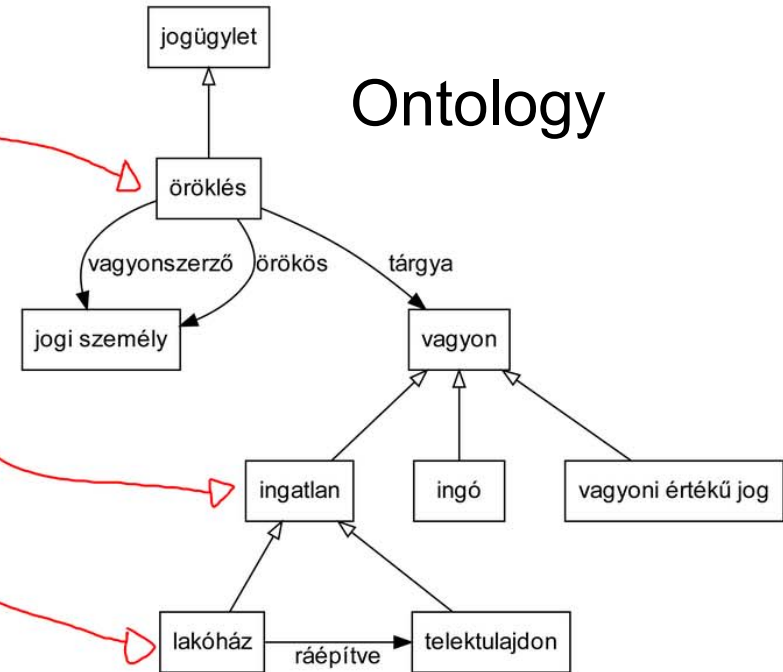 jogügylet
Ontology
öröklés
vagyonszerző
örökös
tárgya
jogi személy
vagyon
ingatlan
ingó
vagyoni értékű jog
lakóház
ráépítve
telektulajdon